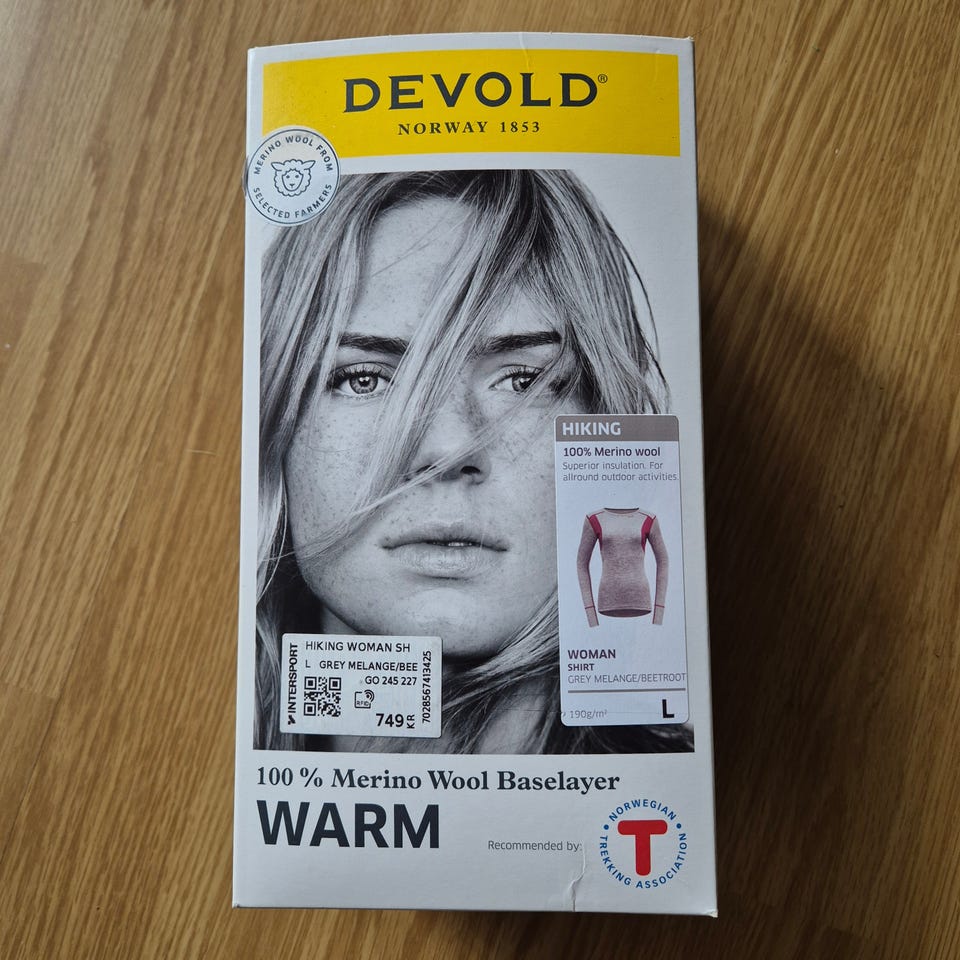 DEVOLD®
NORWAY 1853
MERINO WOOL FROM
SELECTED FARMERS
HIKING
100% Merino wool
Superior insulation. For
allround outdoor activities.
WOMAN
SHIRT
GREY MELANGE/BEETROOT
190g/m²
L
INTERSPORT
HIKING WOMAN SH
L GREY MELANGE/BEE
GO 245 227
RFID
749 KR
7028567413425
100 % Merino Wool Baselayer
WARM
Recommended by:
NORWEGIAN
TREKKING ASSOCIATION
T